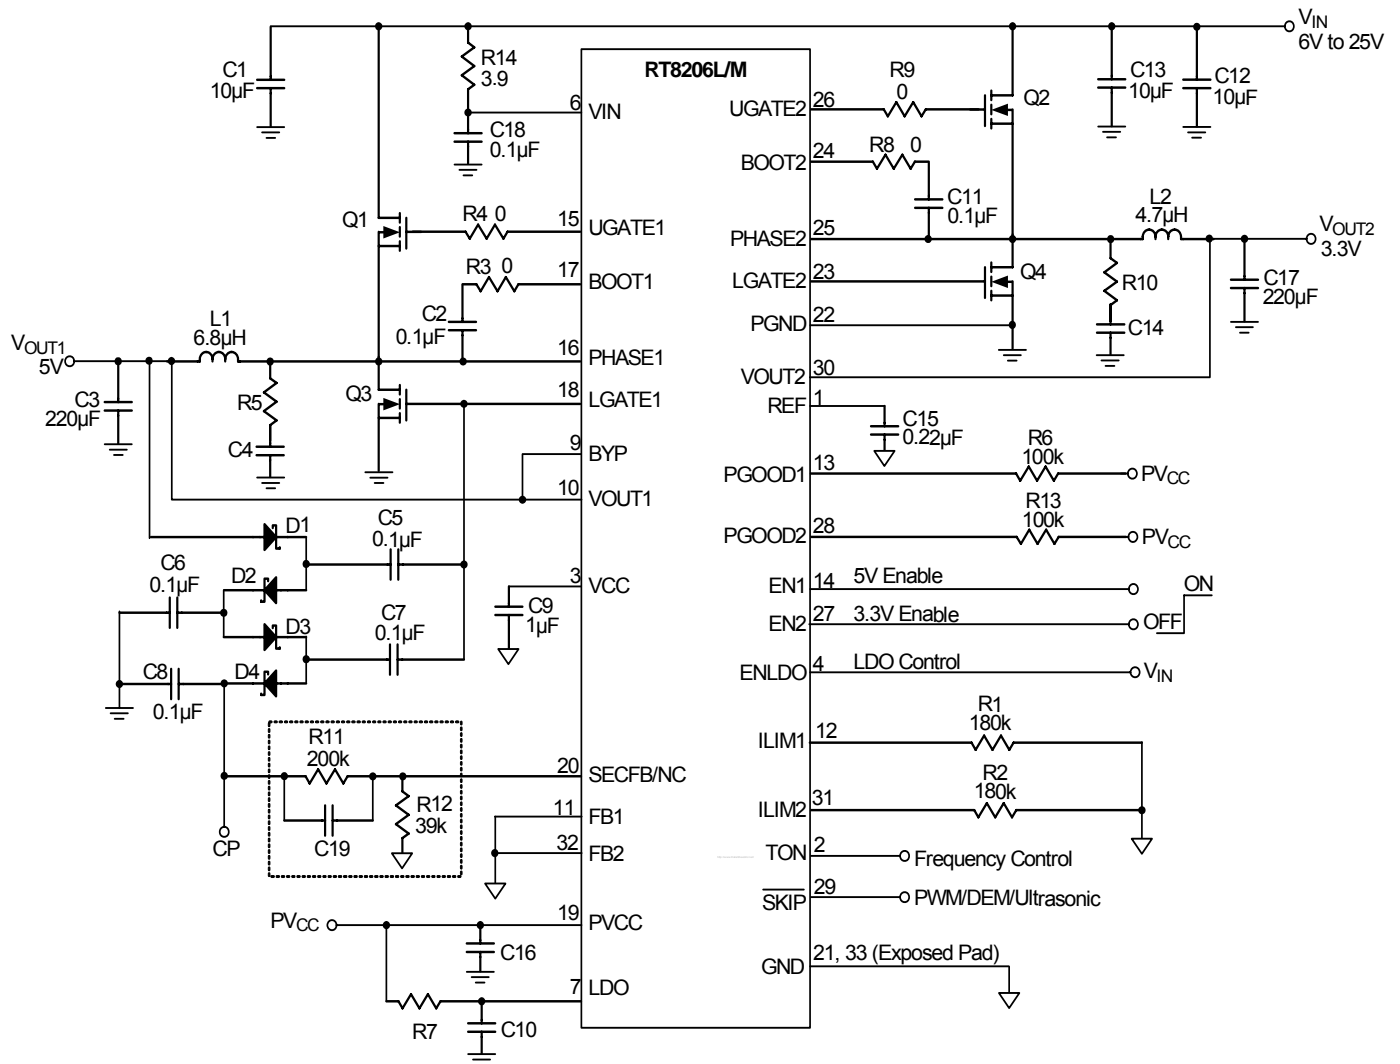 RT8206L/M
VIN
6V to 25V
C1
10µF
R14
3.9
6
VIN
C18
0.1µF
UGATE2
26
R9
0
Q2
C13
10µF
C12
10µF
BOOT2
24
R8 0
C11
0.1µF
Q1
R4 0
15
UGATE1
R3 0
17
BOOT1
C2
0.1µF
PHASE2
25
L2
4.7µH
VOUT2
3.3V
LGATE2
23
Q4
R10
C17
220µF
PGND
22
C14
VOUT1
5V
L1
6.8µH
16
PHASE1
VOUT2
30
C3
220µF
R5
C4
Q3
18
LGATE1
REF
1
C15
0.22µF
9
BYP
10
VOUT1
PGOOD1
13
R6
100k
PVCC
PGOOD2
28
R13
100k
PVCC
D1
C5
0.1µF
C6
0.1µF
D2
3
VCC
C9
1µF
EN1
14
5V Enable
ON
EN2
27
3.3V Enable
OFF
D3
C7
0.1µF
C8
0.1µF
D4
ENLDO
4
LDO Control
VIN
R11
200k
C19
R12
39k
20
SECFB/NC
CP
ILIM1
12
R1
180k
ILIM2
31
R2
180k
11
FB1
32
FB2
TON
2
Frequency Control
SKIP
29
PWM/DEM/Ultrasonic
PVCC
19
PVCC
C16
GND
21, 33 (Exposed Pad)
7
LDO
R7
C10